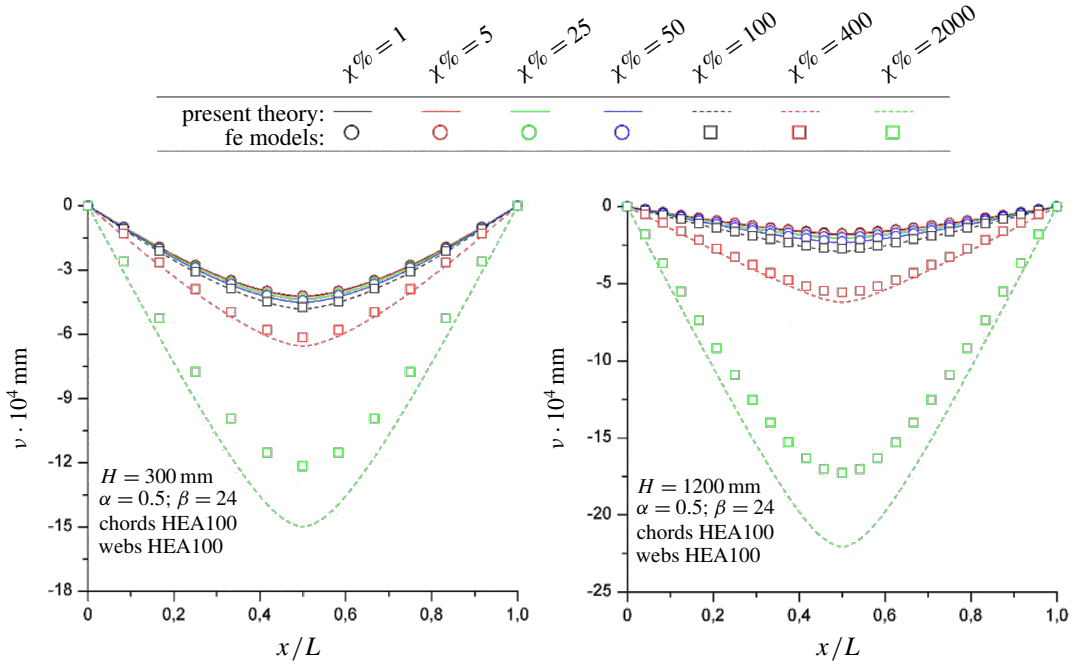 χ% = 1 χ% = 5 χ% = 25 χ% = 50 χ% = 100 χ% = 400 χ% = 2000
present theory:
fe models:
0
-3
-6
-9
-12
-15
-18
ν · 10⁴ mm
H = 300 mm
α = 0.5; β = 24
chords HEA100
webs HEA100
0 0,2 0,4 0,6 0,8 1,0
x/L
0
-5
-10
-15
-20
-25
ν · 10⁴ mm
H = 1200 mm
α = 0.5; β = 24
chords HEA100
webs HEA100
0 0,2 0,4 0,6 0,8 1,0
x/L